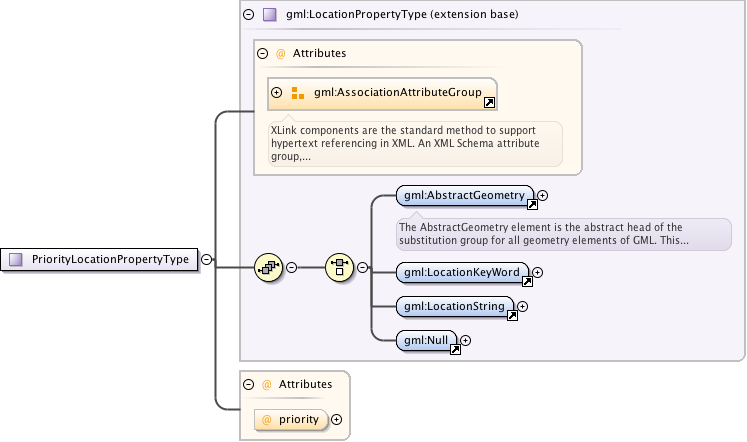 gml:LocationPropertyType (extension base)
@ Attributes
gml:AssociationAttributeGroup
XLink components are the standard method to support
hypertext referencing in XML. An XML Schema attribute
group,...
gml:AbstractGeometry
The AbstractGeometry element is the abstract head of the
substitution group for all geometry elements of GML. This...
PriorityLocationPropertyType
gml:LocationKeyWord
gml:LocationString
gml:Null
@ Attributes
@ priority